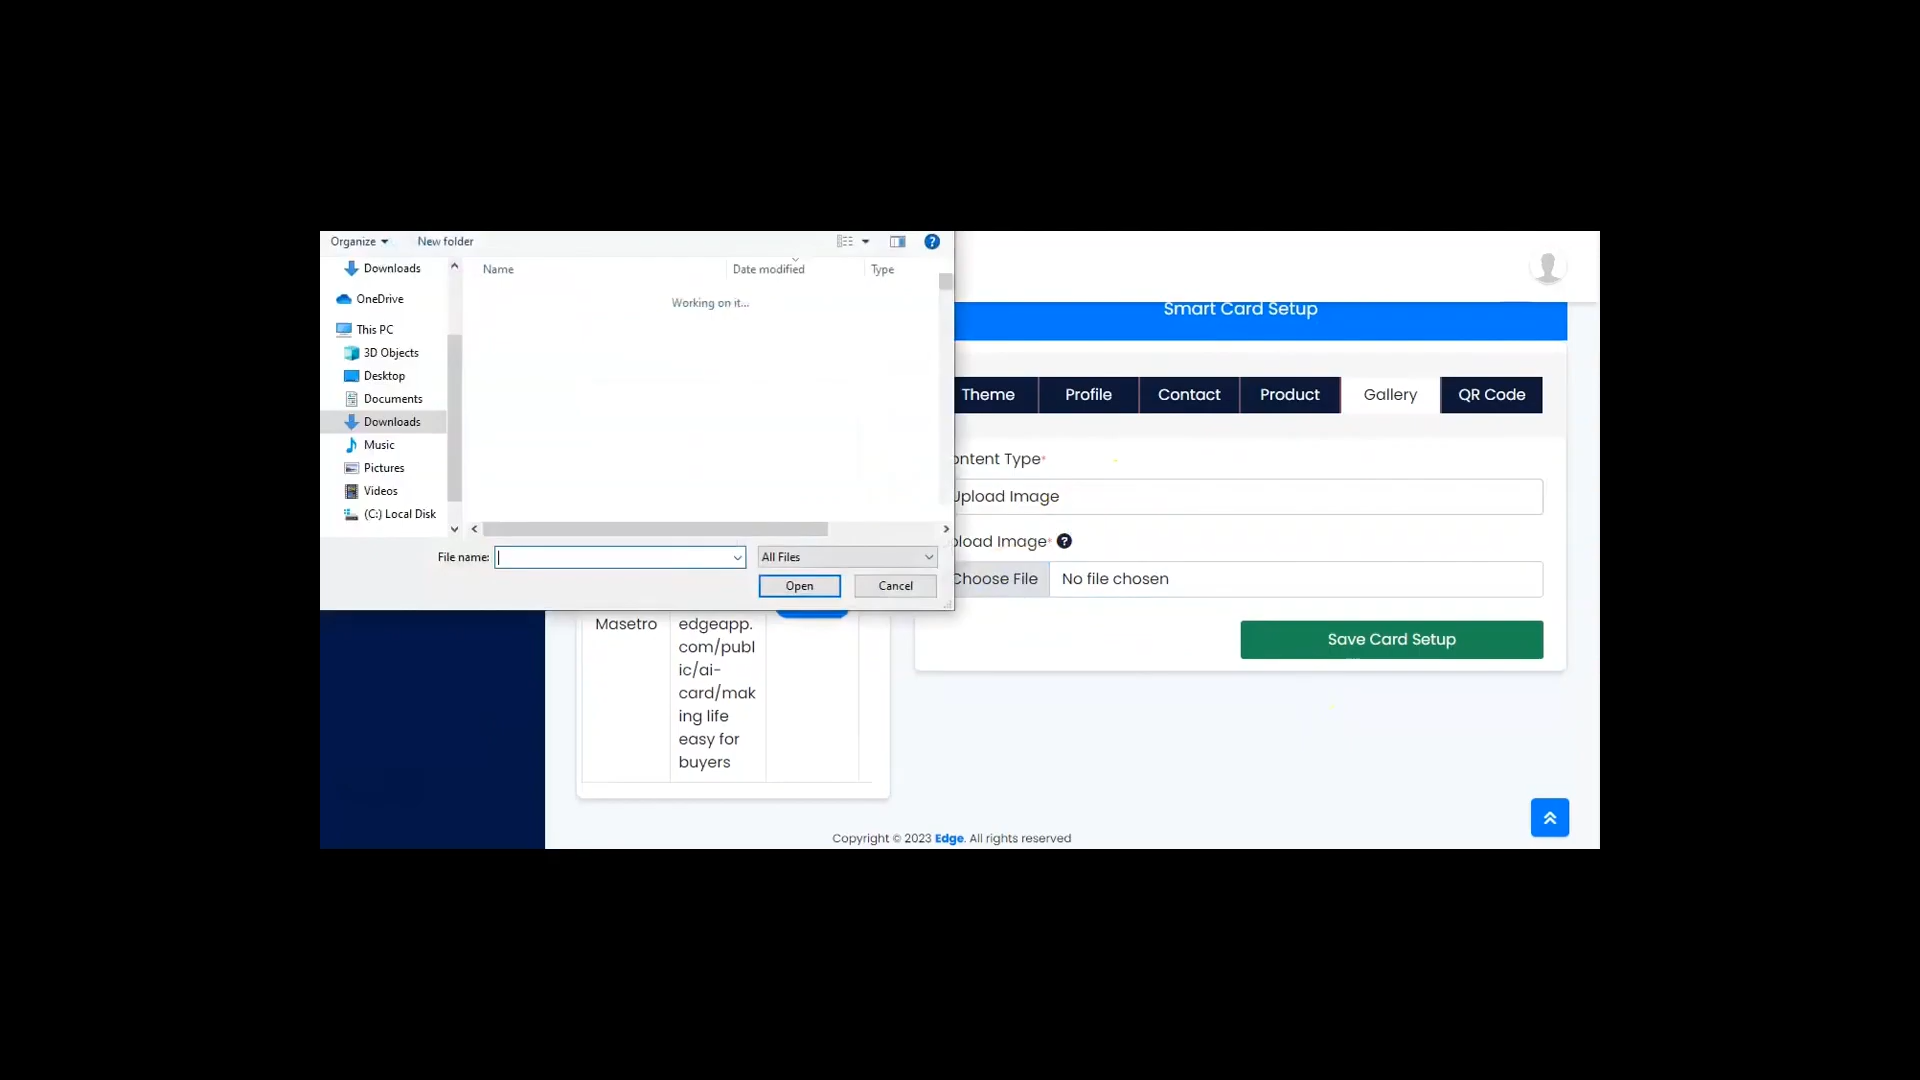 Organize New folder
Name Date modified Type
Working on it...
Downloads
OneDrive
This PC
3D Objects
Desktop
Documents
Downloads
Music
Pictures
Videos
(C:) Local Disk
File name: All Files
Open Cancel
Smart Card Setup
Theme Profile Contact Product Gallery QR Code
ontent Type*
Upload Image
pload Image* ?
Choose File No file chosen
Save Card Setup
Masetro
edgeapp.
com/publ
ic/ai-
card/mak
ing life
easy for
buyers
Copyright © 2023 Edge. All rights reserved